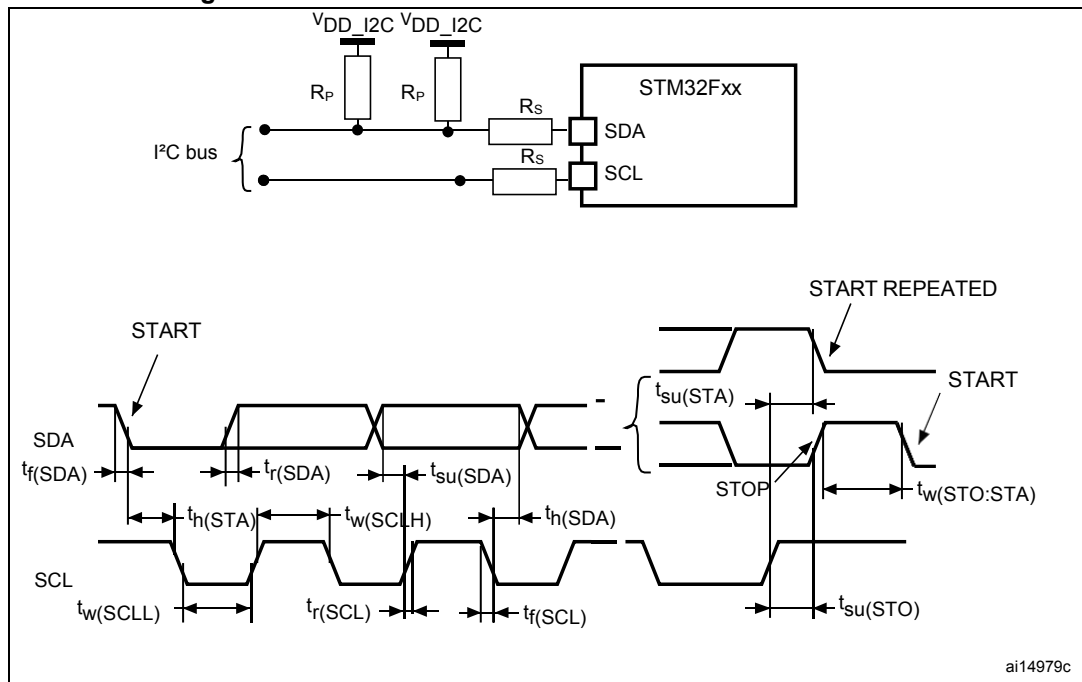 VDD_I2C VDD_I2C
RP RP
STM32Fxx
RS
SDA
I²C bus
RS
SCL
START REPEATED
START
tsu(STA)
START
SDA
tf(SDA)
tr(SDA)
tsu(SDA)
STOP
tw(STO:STA)
th(STA)
tw(SCLH)
th(SDA)
SCL
tw(SCLL)
tr(SCL)
tf(SCL)
tsu(STO)
ai14979c